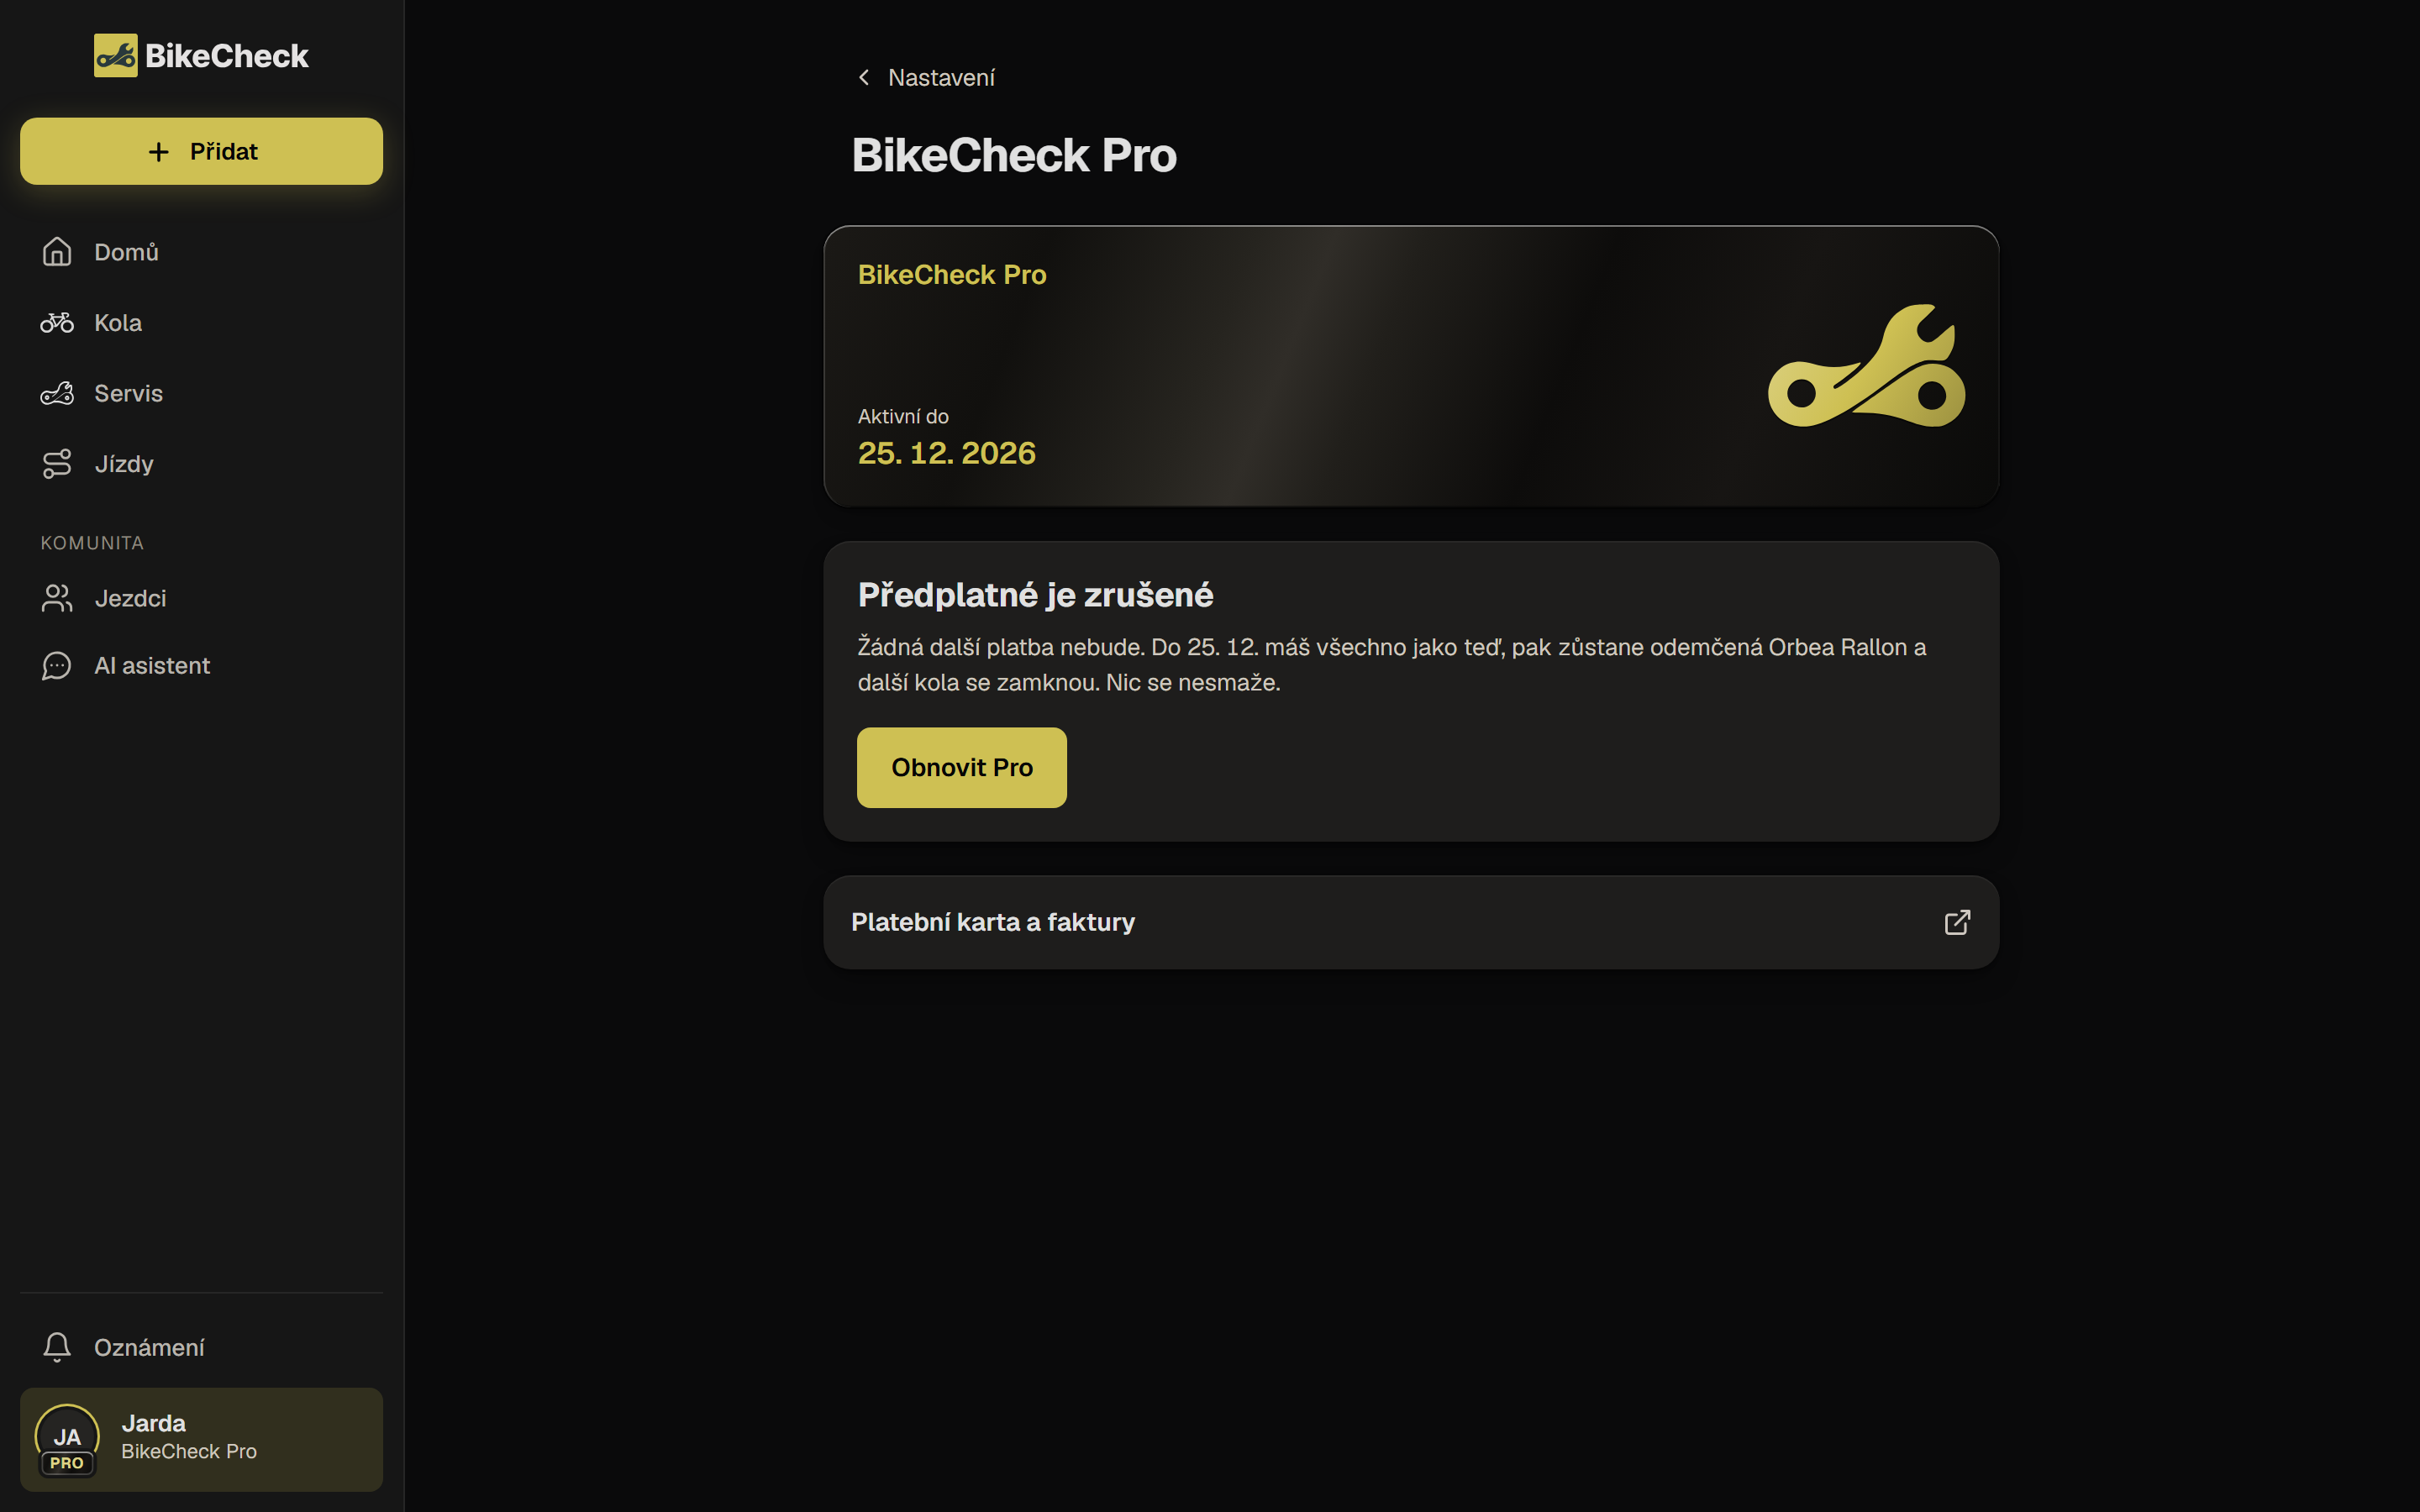 BikeCheck
Přidat
Domů
Kola
Servis
Jízdy
KOMUNITA
Jezdci
AI asistent
Oznámení
JA
PRO
Jarda
BikeCheck Pro
Nastavení
BikeCheck Pro
BikeCheck Pro
Aktivní do
25. 12. 2026
Předplatné je zrušené
Žádná další platba nebude. Do 25. 12. máš všechno jako teď, pak zůstane odemčená Orbea Rallon a
další kola se zamknou. Nic se nesmaže.
Obnovit Pro
Platební karta a faktury